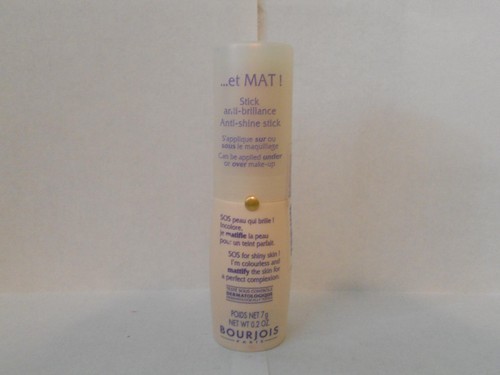 ...et MAT !
Stick
anti-brillance
Anti-shine stick
S'applique sur ou
sous le maquillage
Can be applied under
or over make-up
SOS peau qui brille !
Incolore,
je matifie la peau
pour un teint parfait.
SOS for shiny skin !
I'm colourless and
mattify the skin for
a perfect complexion.
DERMATOLOGIQUE
POIDS NET 7g
NET WT 0.2 OZ
BOURJOIS
PARIS